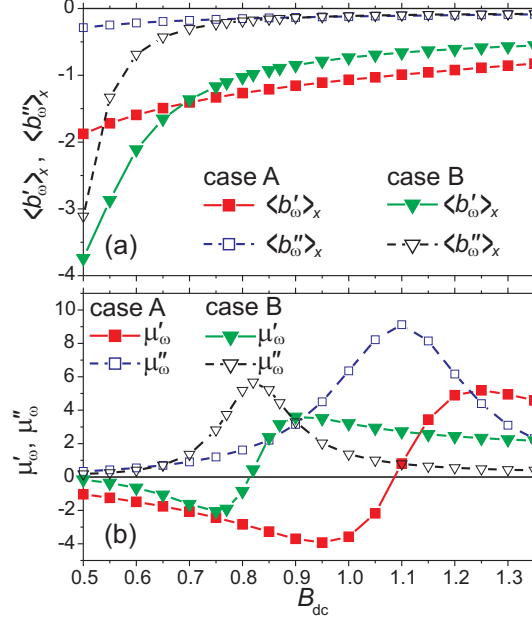 0
-1
-2
-3
-4
⟨b′ω⟩x , ⟨b″ω⟩x
(a)
case A case B
⟨b′ω⟩x ⟨b′ω⟩x
⟨b″ω⟩x ⟨b″ω⟩x
10
8
6
4
2
0
-2
-4
μ′ω, μ″ω
case A case B
μ′ω μ′ω
μ″ω μ″ω
(b)
0.5 0.6 0.7 0.8 0.9 1.0 1.1 1.2 1.3
Bdc